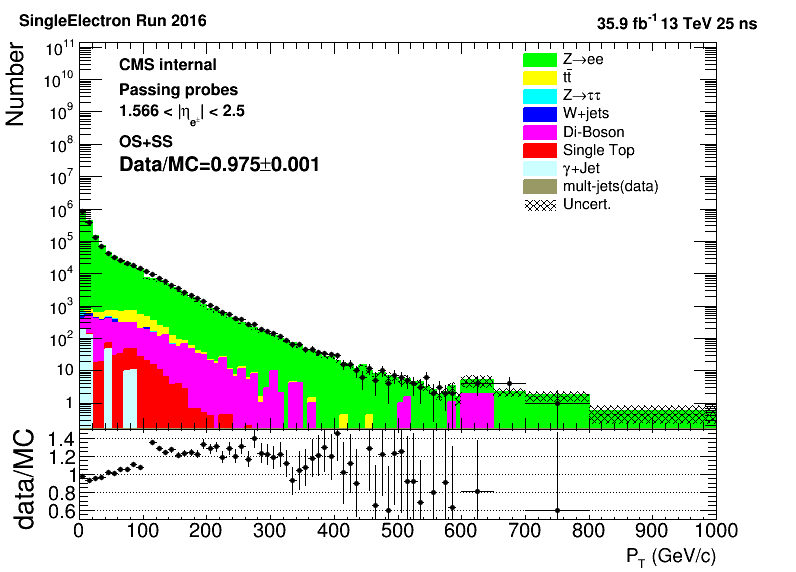 SingleElectron Run 2016
35.9 fb⁻¹ 13 TeV 25 ns
Number
10¹¹
10¹⁰
10⁹
10⁸
10⁷
10⁶
10⁵
10⁴
10³
10²
10
1
CMS internal
Passing probes
1.566 < |η_e±| < 2.5
OS+SS
Data/MC=0.975±0.001
Z→ee
tt̄
Z→ττ
W+jets
Di-Boson
Single Top
γ+Jet
mult-jets(data)
Uncert.
data/MC
1.4
1.2
1
0.8
0.6
0 100 200 300 400 500 600 700 800 900 1000
P_T (GeV/c)